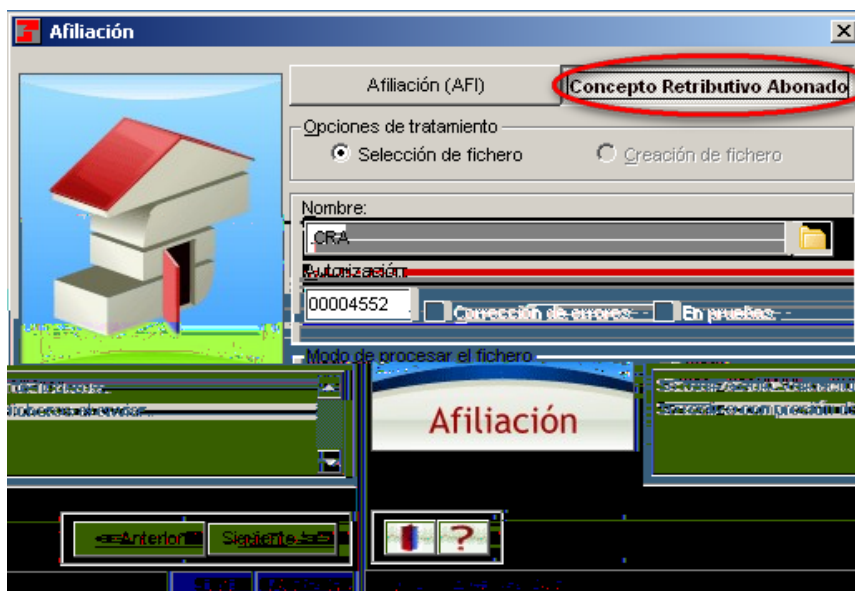 Afiliación
Afiliación (AFI)
Concepto Retributivo Abonado
Opciones de tratamiento
Selección de fichero
Creación de fichero
Nombre:
.CRA
Autorización:
00004552
Corrección de errores
En pruebas
Modo de procesar el fichero
Afiliación
Anterior
Siguiente
?